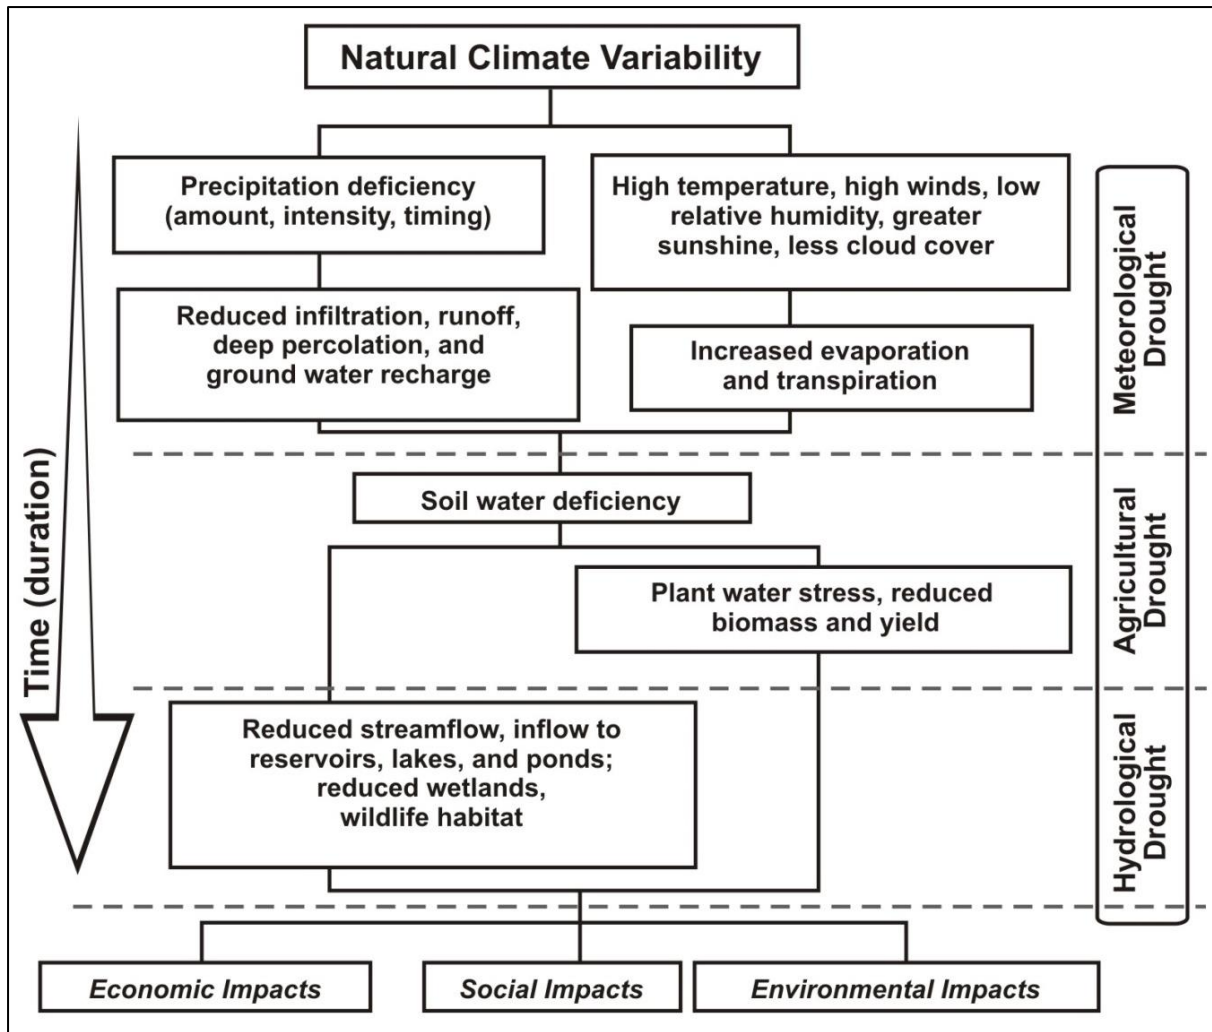 Natural Climate Variability
Precipitation deficiency
(amount, intensity, timing)
High temperature, high winds, low
relative humidity, greater
sunshine, less cloud cover
Reduced infiltration, runoff,
deep percolation, and
ground water recharge
Increased evaporation
and transpiration
Meteorological
Drought
Time (duration)
Soil water deficiency
Plant water stress, reduced
biomass and yield
Agricultural
Drought
Reduced streamflow, inflow to
reservoirs, lakes, and ponds;
reduced wetlands,
wildlife habitat
Hydrological
Drought
Economic Impacts
Social Impacts
Environmental Impacts